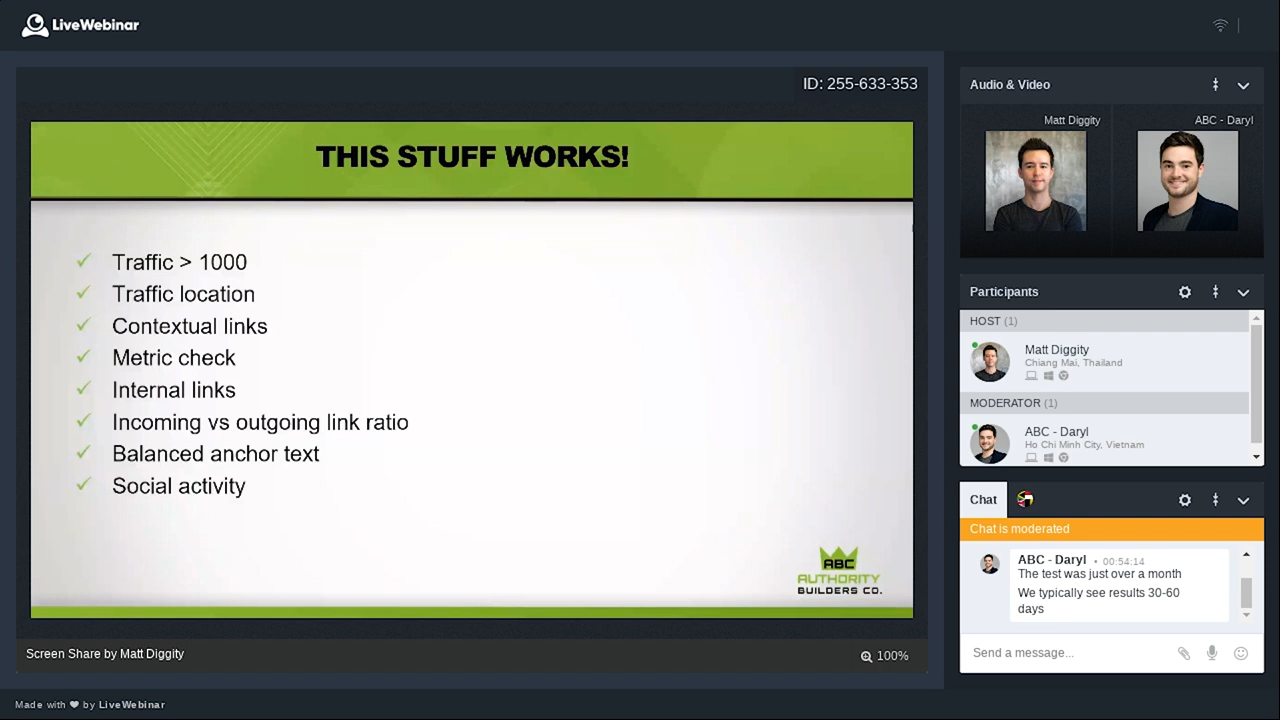 LiveWebinar
ID: 255-633-353
THIS STUFF WORKS!
Traffic > 1000
Traffic location
Contextual links
Metric check
Internal links
Incoming vs outgoing link ratio
Balanced anchor text
Social activity
ABC
AUTHORITY
BUILDERS CO.
Screen Share by Matt Diggity
100%
Audio & Video
Matt Diggity
ABC - Daryl
Participants
HOST (1)
Matt Diggity
Chiang Mai, Thailand
MODERATOR (1)
ABC - Daryl
Ho Chi Minh City, Vietnam
Chat
Chat is moderated
ABC - Daryl • 00:54:14
The test was just over a month
We typically see results 30-60
days
Send a message...
Made with ❤ by LiveWebinar